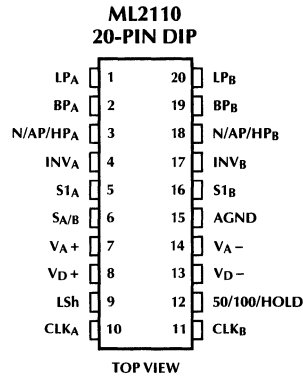 ML2110
20-PIN DIP
LPA 1 20 LPB
BPA 2 19 BPB
N/AP/HPA 3 18 N/AP/HPB
INVA 4 17 INVB
S1A 5 16 S1B
SA/B 6 15 AGND
VA+ 7 14 VA–
VD+ 8 13 VD–
LSh 9 12 50/100/HOLD
CLKA 10 11 CLKB
TOP VIEW